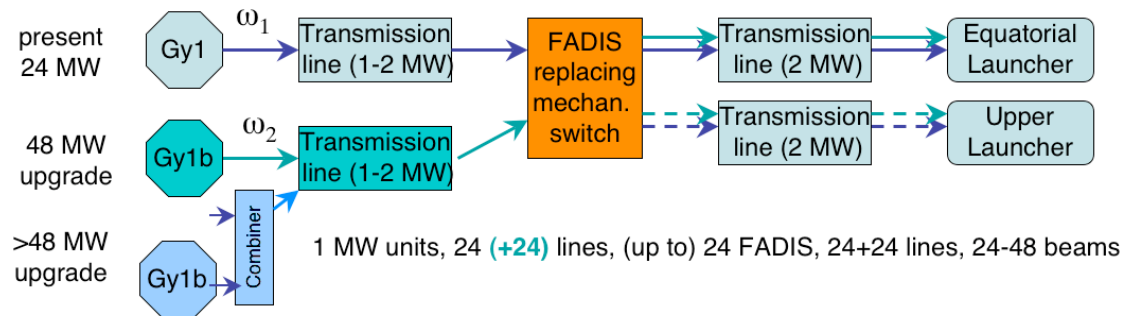 present
24 MW
Gy1
ω1
Transmission
line (1-2 MW)
FADIS
replacing
mechan.
switch
Transmission
line (2 MW)
Equatorial
Launcher
48 MW
upgrade
Gy1b
ω2
Transmission
line (1-2 MW)
Transmission
line (2 MW)
Upper
Launcher
>48 MW
upgrade
Gy1b
Combiner
1 MW units, 24 (+24) lines, (up to) 24 FADIS, 24+24 lines, 24-48 beams